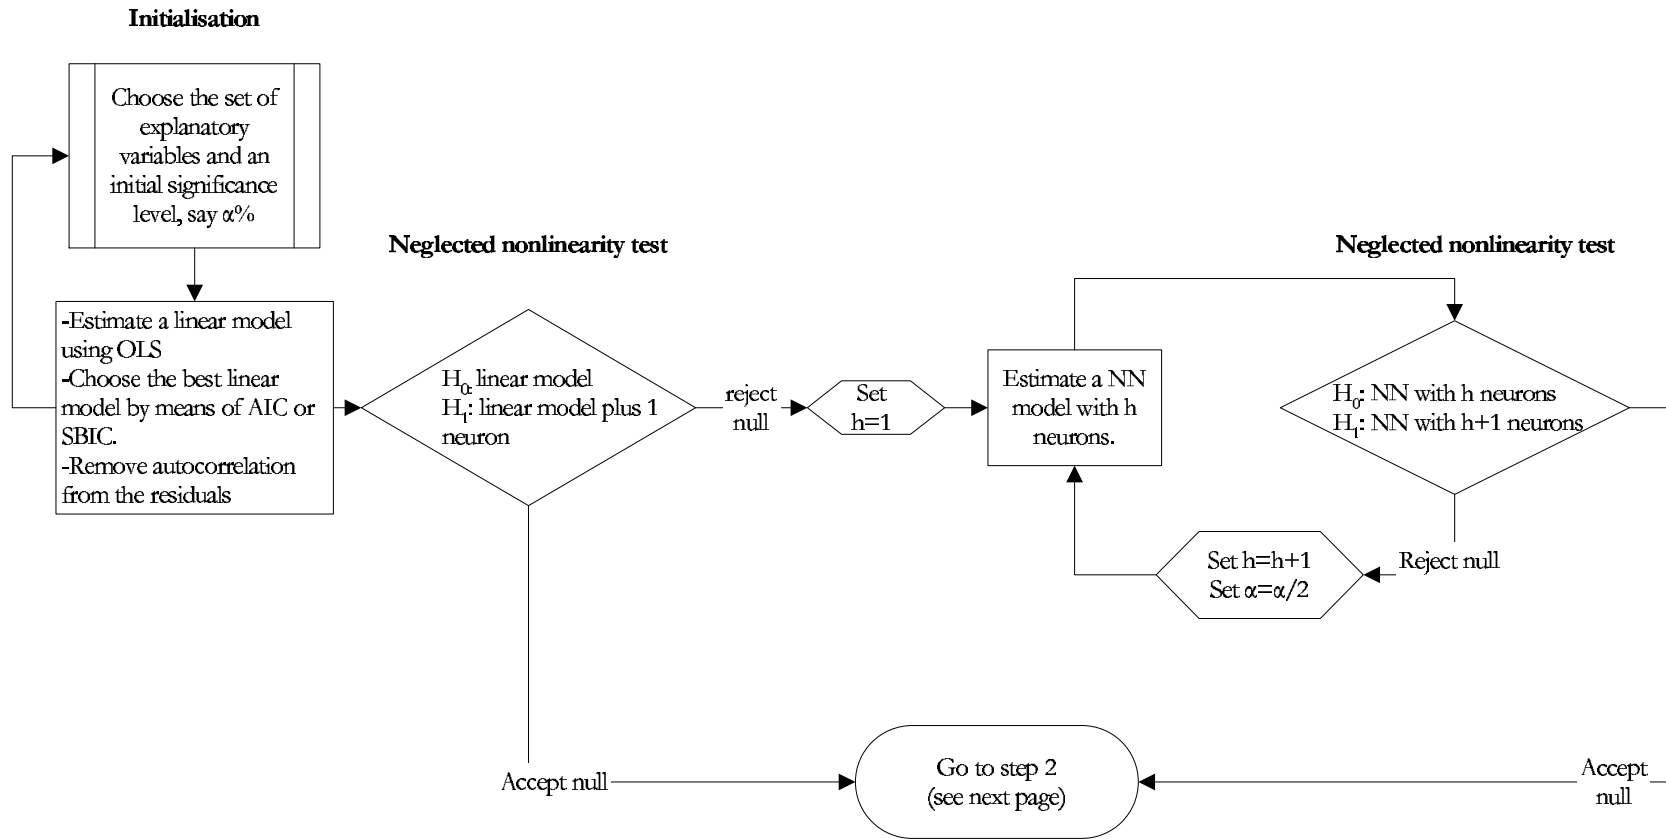 Initialisation
Choose the set of
explanatory
variables and an
initial significance
level, say α%
Neglected nonlinearity test
Neglected nonlinearity test
-Estimate a linear model
using OLS
-Choose the best linear
model by means of AIC or
SBIC.
-Remove autocorrelation
from the residuals
H0: linear model
H1: linear model plus 1
neuron
reject
null
Set
h=1
Estimate a NN
model with h
neurons.
H0: NN with h neurons
H1: NN with h+1 neurons
Reject null
Set h=h+1
Set α=α/2
Accept null
Go to step 2
(see next page)
Accept
null